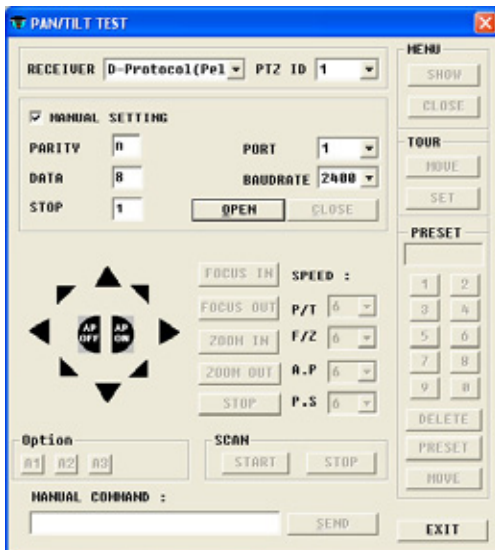 PAN/TILT TEST
RECEIVER D-Protocol(Pel PTZ ID 1
MANUAL SETTING
PARITY n PORT 1
DATA 8 BAUDRATE 2400
STOP 1 OPEN CLOSE
AP OFF AP ON
FOCUS IN SPEED :
FOCUS OUT P/T 6
ZOOM IN F/Z 6
ZOOM OUT A.P 6
STOP P.S 6
Option
A1 A2 A3
SCAN
START STOP
MANUAL COMMAND :
SEND
MENU
SHOW
CLOSE
TOUR
MOVE
SET
PRESET
1 2
3 4
5 6
7 8
9 0
DELETE
PRESET
MOVE
EXIT